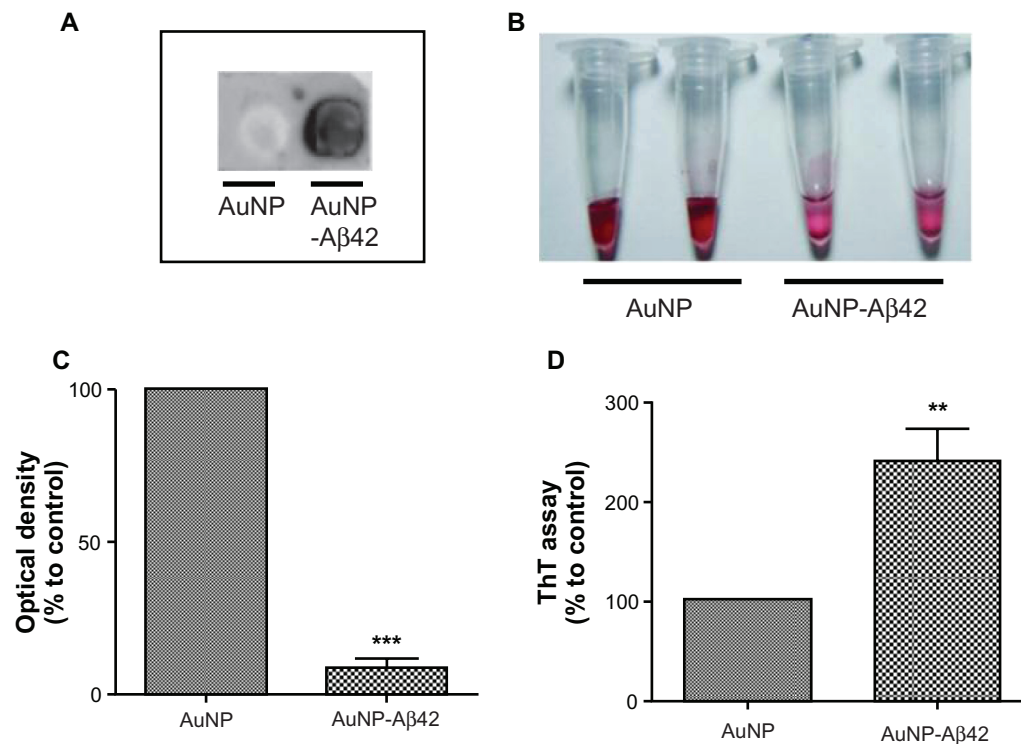 A
AuNP
AuNP
-Aβ42
B
AuNP
AuNP-Aβ42
C
Optical density
(% to control)
100
50
0
***
AuNP
AuNP-Aβ42
D
ThT assay
(% to control)
300
200
100
0
**
AuNP
AuNP-Aβ42